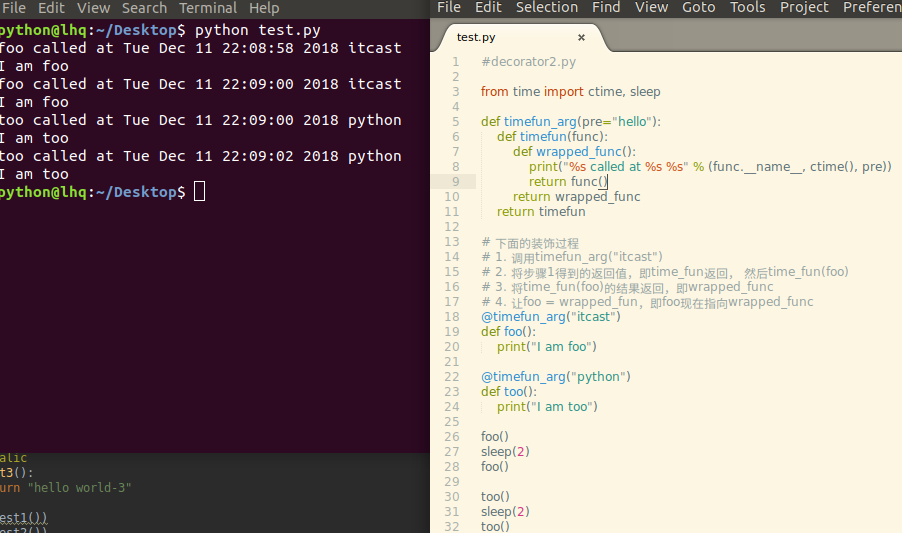 File Edit View Search Terminal Help
python@lhq:~/Desktop$ python test.py
foo called at Tue Dec 11 22:08:58 2018 itcast
I am foo
foo called at Tue Dec 11 22:09:00 2018 itcast
I am foo
too called at Tue Dec 11 22:09:00 2018 python
I am too
too called at Tue Dec 11 22:09:02 2018 python
I am too
python@lhq:~/Desktop$
alic
t3():
urn "hello world-3"
est1())
est2())
File Edit Selection Find View Goto Tools Project Preferen
test.py ×
1 #decorator2.py
2
3 from time import ctime, sleep
4
5 def timefun_arg(pre="hello"):
6 def timefun(func):
7 def wrapped_func():
8 print("%s called at %s %s" % (func.__name__, ctime(), pre))
9 return func()
10 return wrapped_func
11 return timefun
12
13 # 下面的装饰过程
14 # 1. 调用timefun_arg("itcast")
15 # 2. 将步骤1得到的返回值，即time_fun返回， 然后time_fun(foo)
16 # 3. 将time_fun(foo)的结果返回，即wrapped_func
17 # 4. 让foo = wrapped_fun，即foo现在指向wrapped_func
18 @timefun_arg("itcast")
19 def foo():
20 print("I am foo")
21
22 @timefun_arg("python")
23 def too():
24 print("I am too")
25
26 foo()
27 sleep(2)
28 foo()
29
30 too()
31 sleep(2)
32 too()